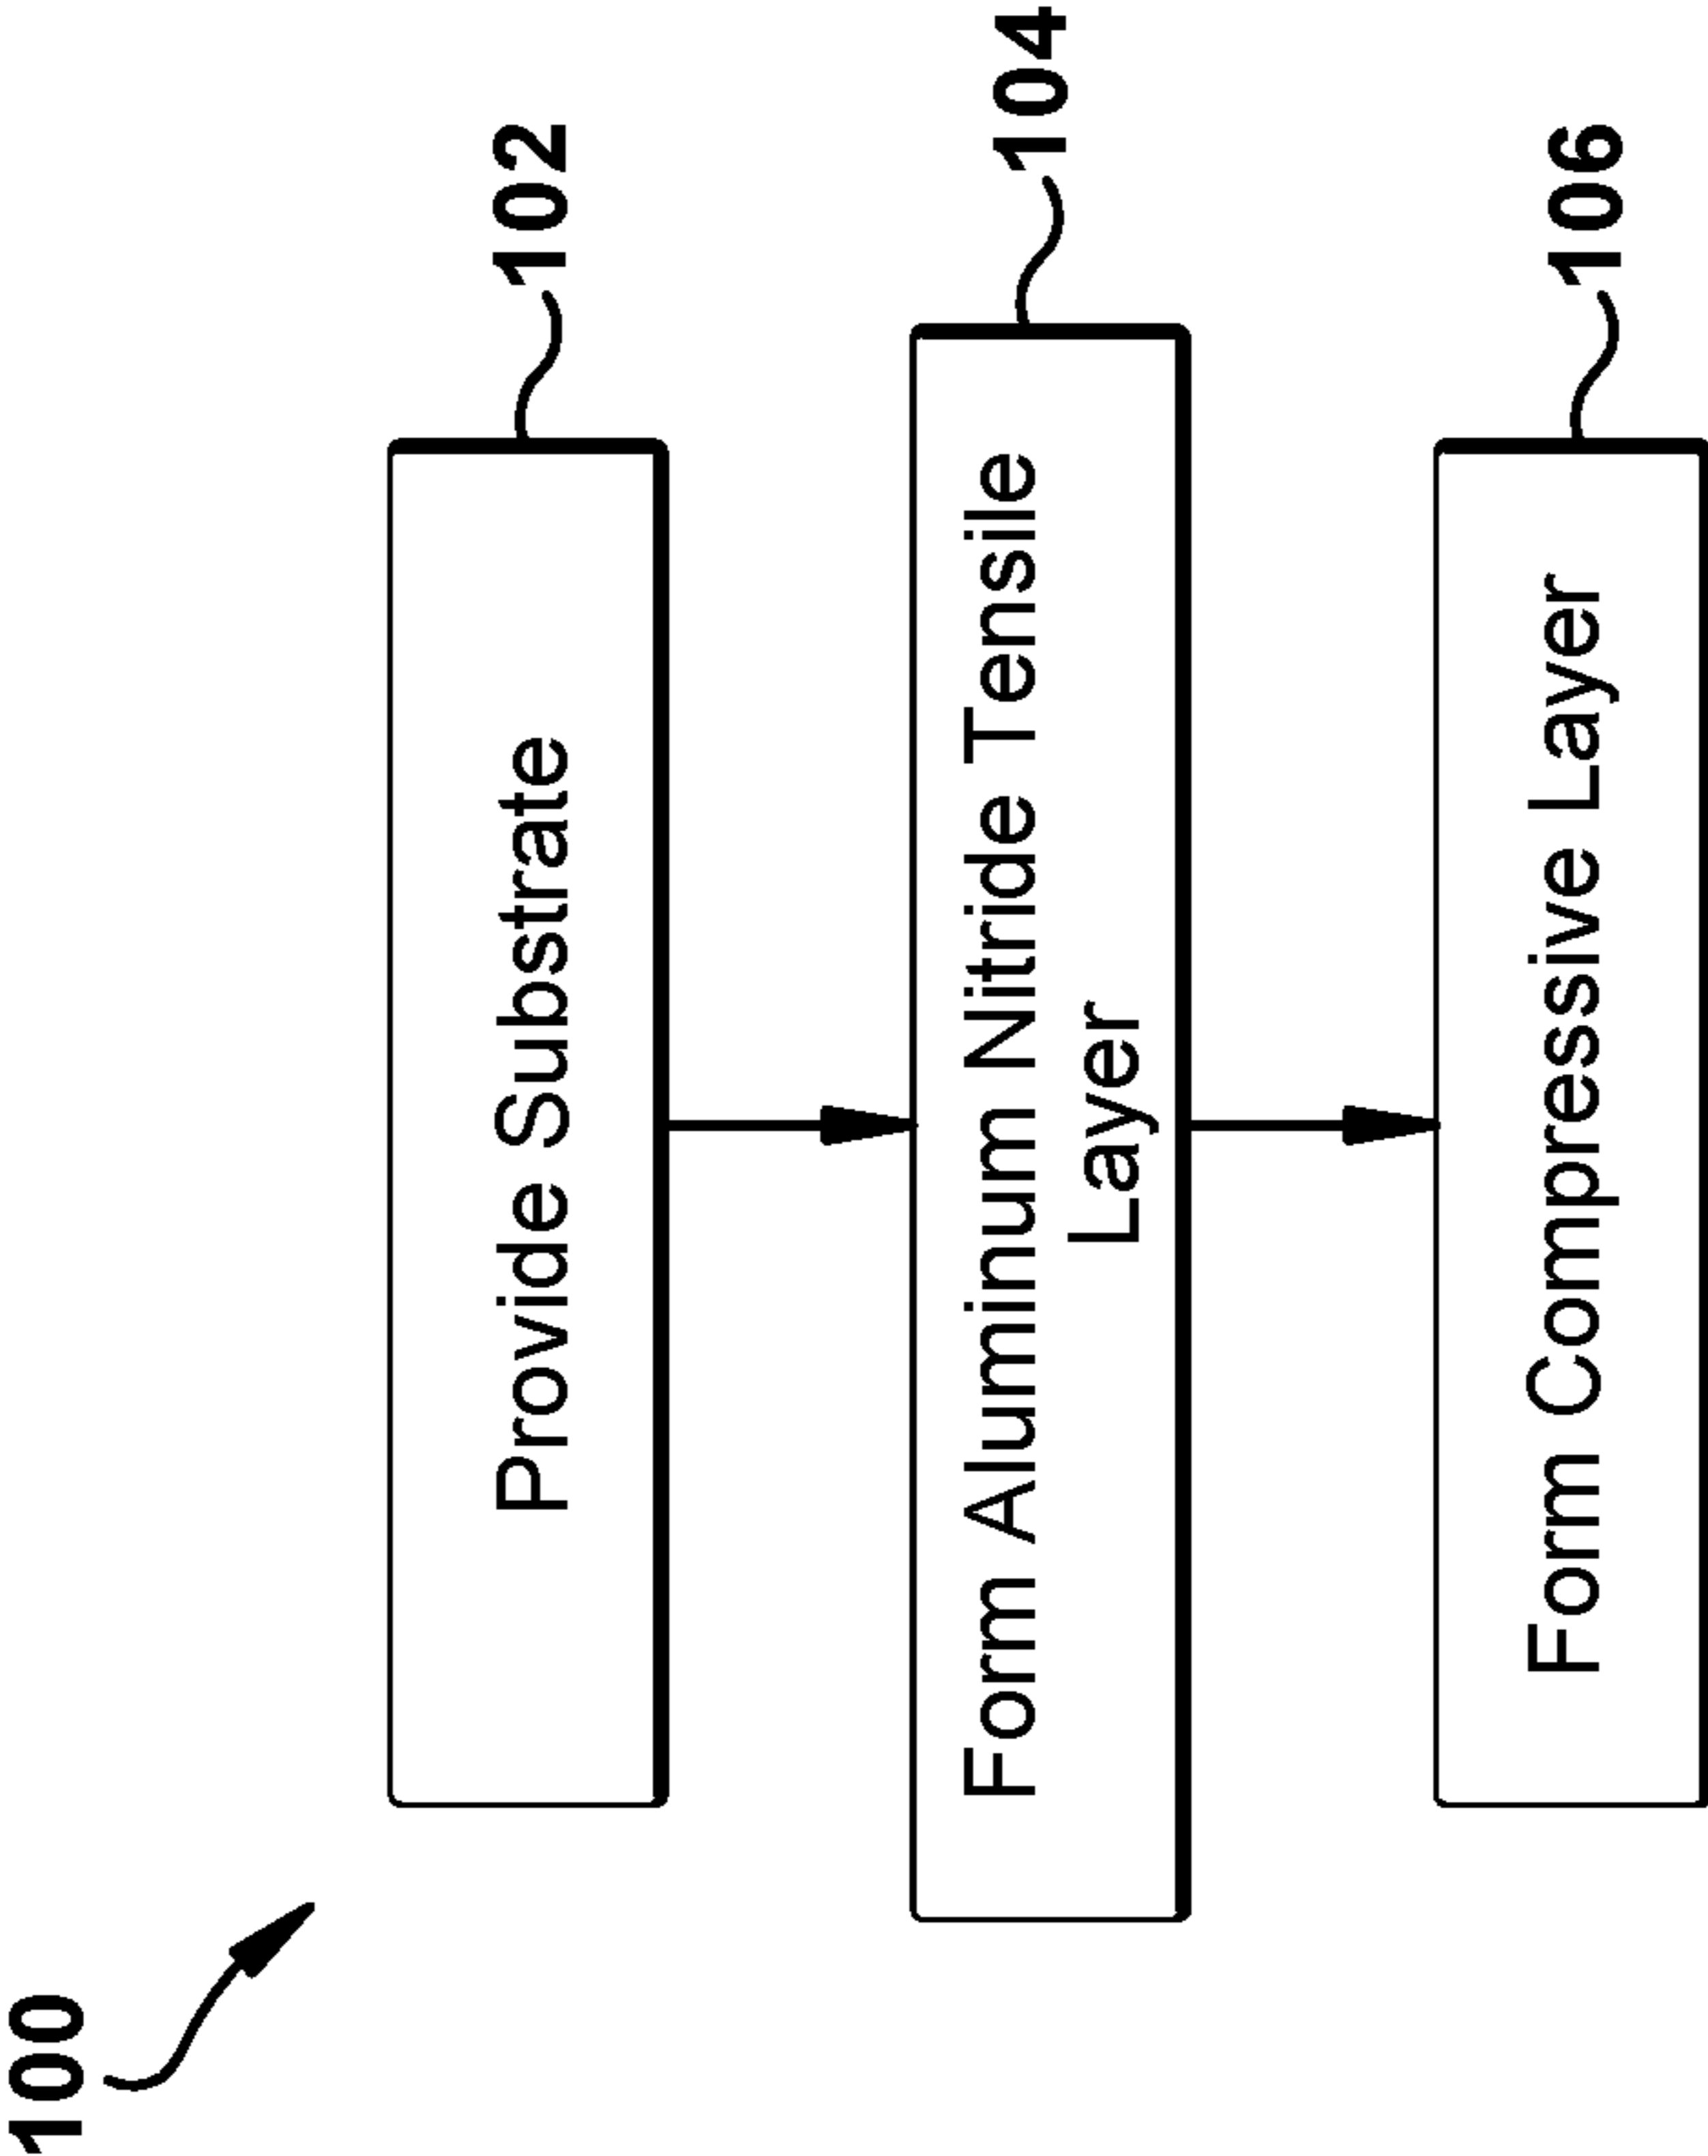 100
Provide Substrate
102
Form Aluminum Nitride Tensile
Layer
104
Form Compressive Layer
106